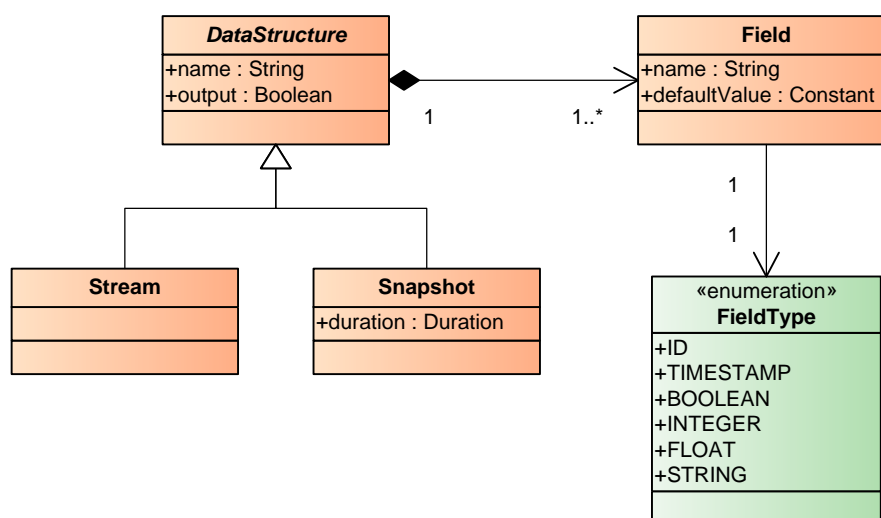 DataStructure
+name : String
+output : Boolean
Field
+name : String
+defaultValue : Constant
1
1..*
1
1
Stream
Snapshot
+duration : Duration
«enumeration»
FieldType
+ID
+TIMESTAMP
+BOOLEAN
+INTEGER
+FLOAT
+STRING